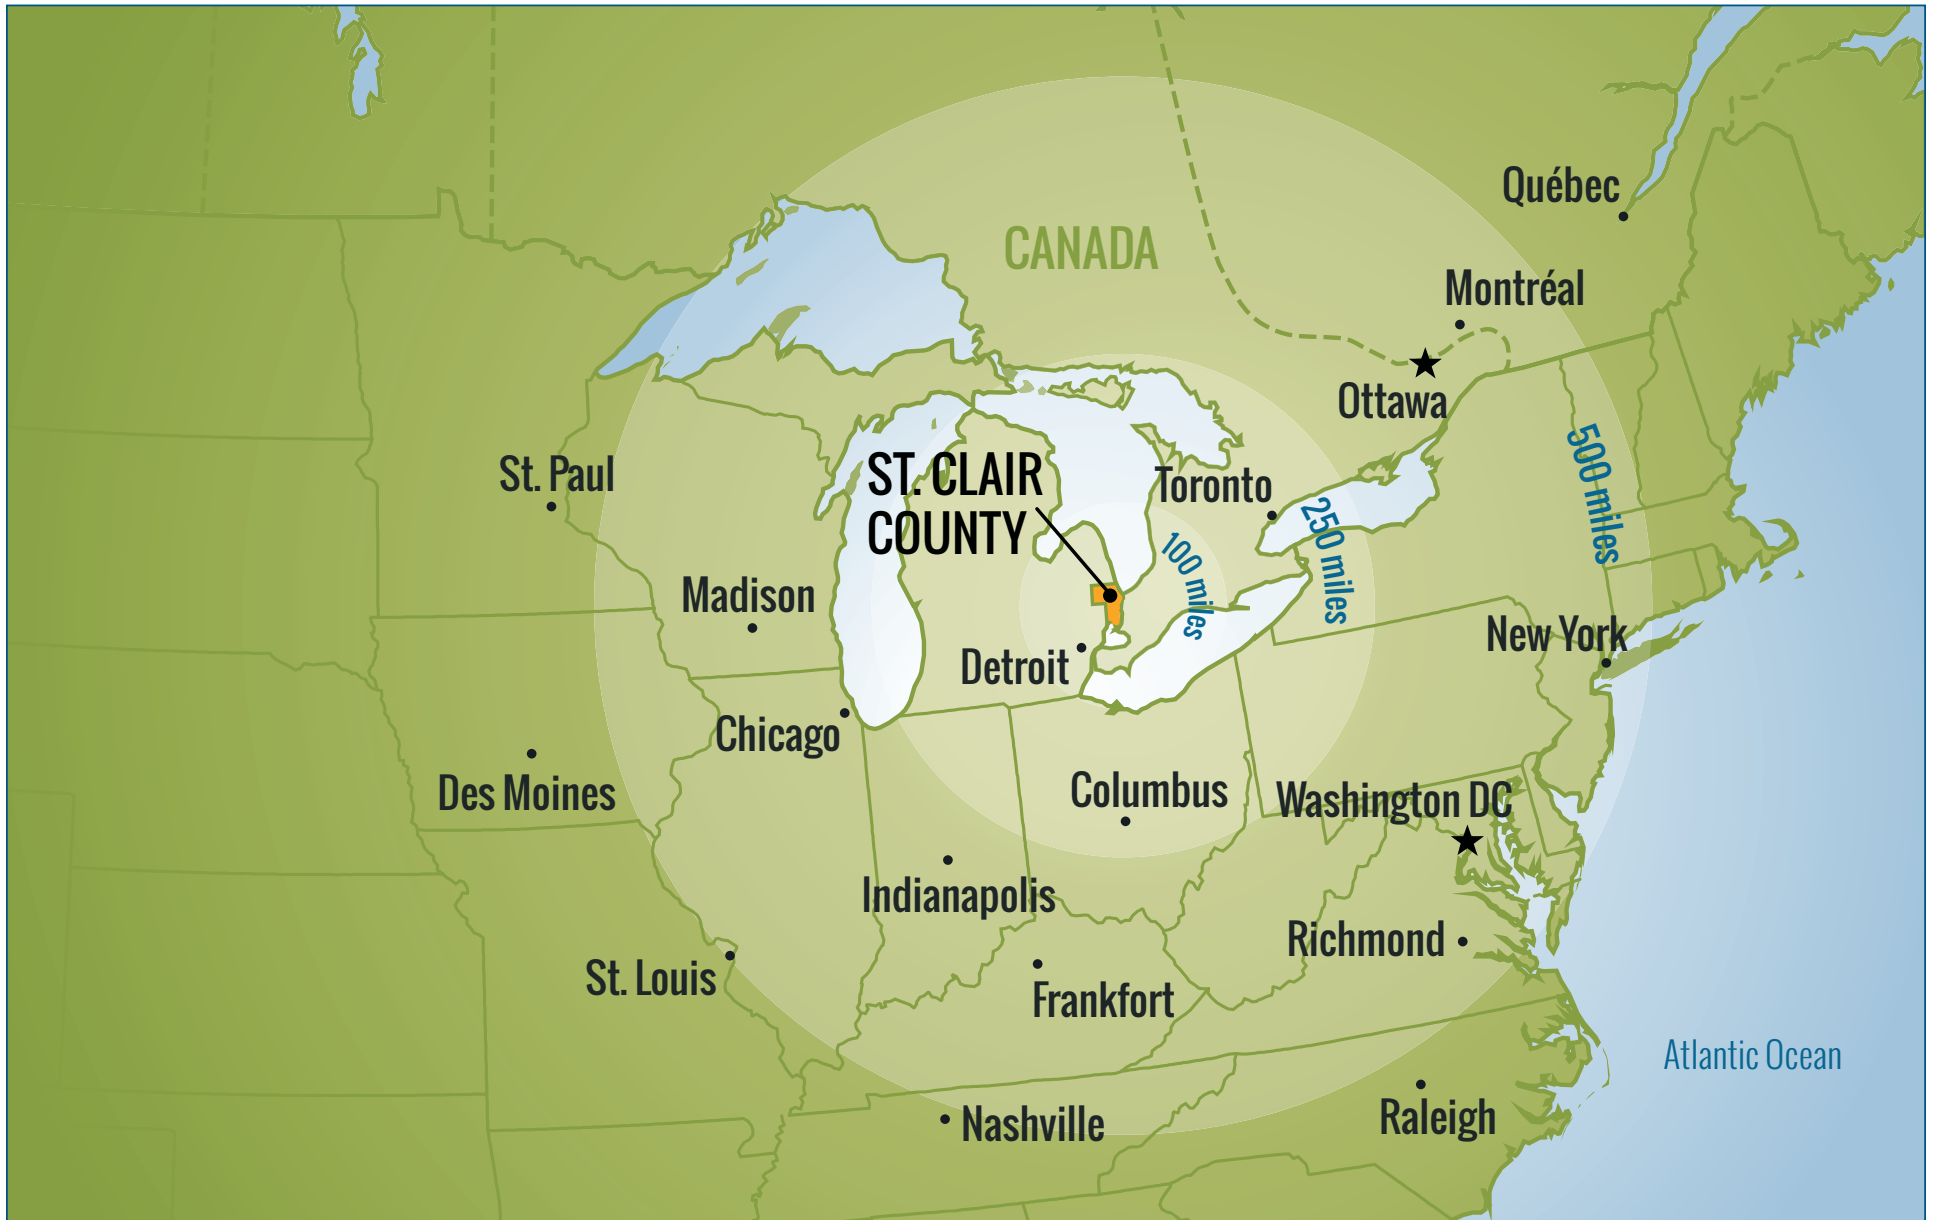 Québec
CANADA
Montréal
Ottawa
500 miles
St. Paul
ST. CLAIR
COUNTY
Toronto
250 miles
100 miles
Madison
New York
Detroit
Chicago
Des Moines
Columbus
Washington DC
Indianapolis
Richmond
St. Louis
Frankfort
Atlantic Ocean
Nashville
Raleigh